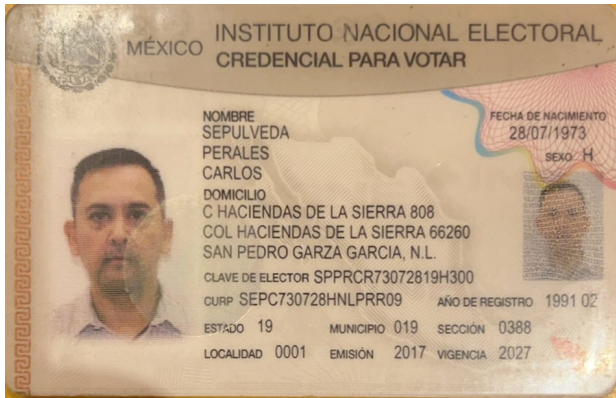 MÉXICO
INSTITUTO NACIONAL ELECTORAL
CREDENCIAL PARA VOTAR
NOMBRE
SEPULVEDA
PERALES
CARLOS
FECHA DE NACIMIENTO
28/07/1973
SEXO H
DOMICILIO
C HACIENDAS DE LA SIERRA 808
COL HACIENDAS DE LA SIERRA 66260
SAN PEDRO GARZA GARCIA, N.L.
CLAVE DE ELECTOR SPPRCR73072819H300
CURP SEPC730728HNLPRR09 AÑO DE REGISTRO 1991 02
ESTADO 19 MUNICIPIO 019 SECCIÓN 0388
LOCALIDAD 0001 EMISIÓN 2017 VIGENCIA 2027